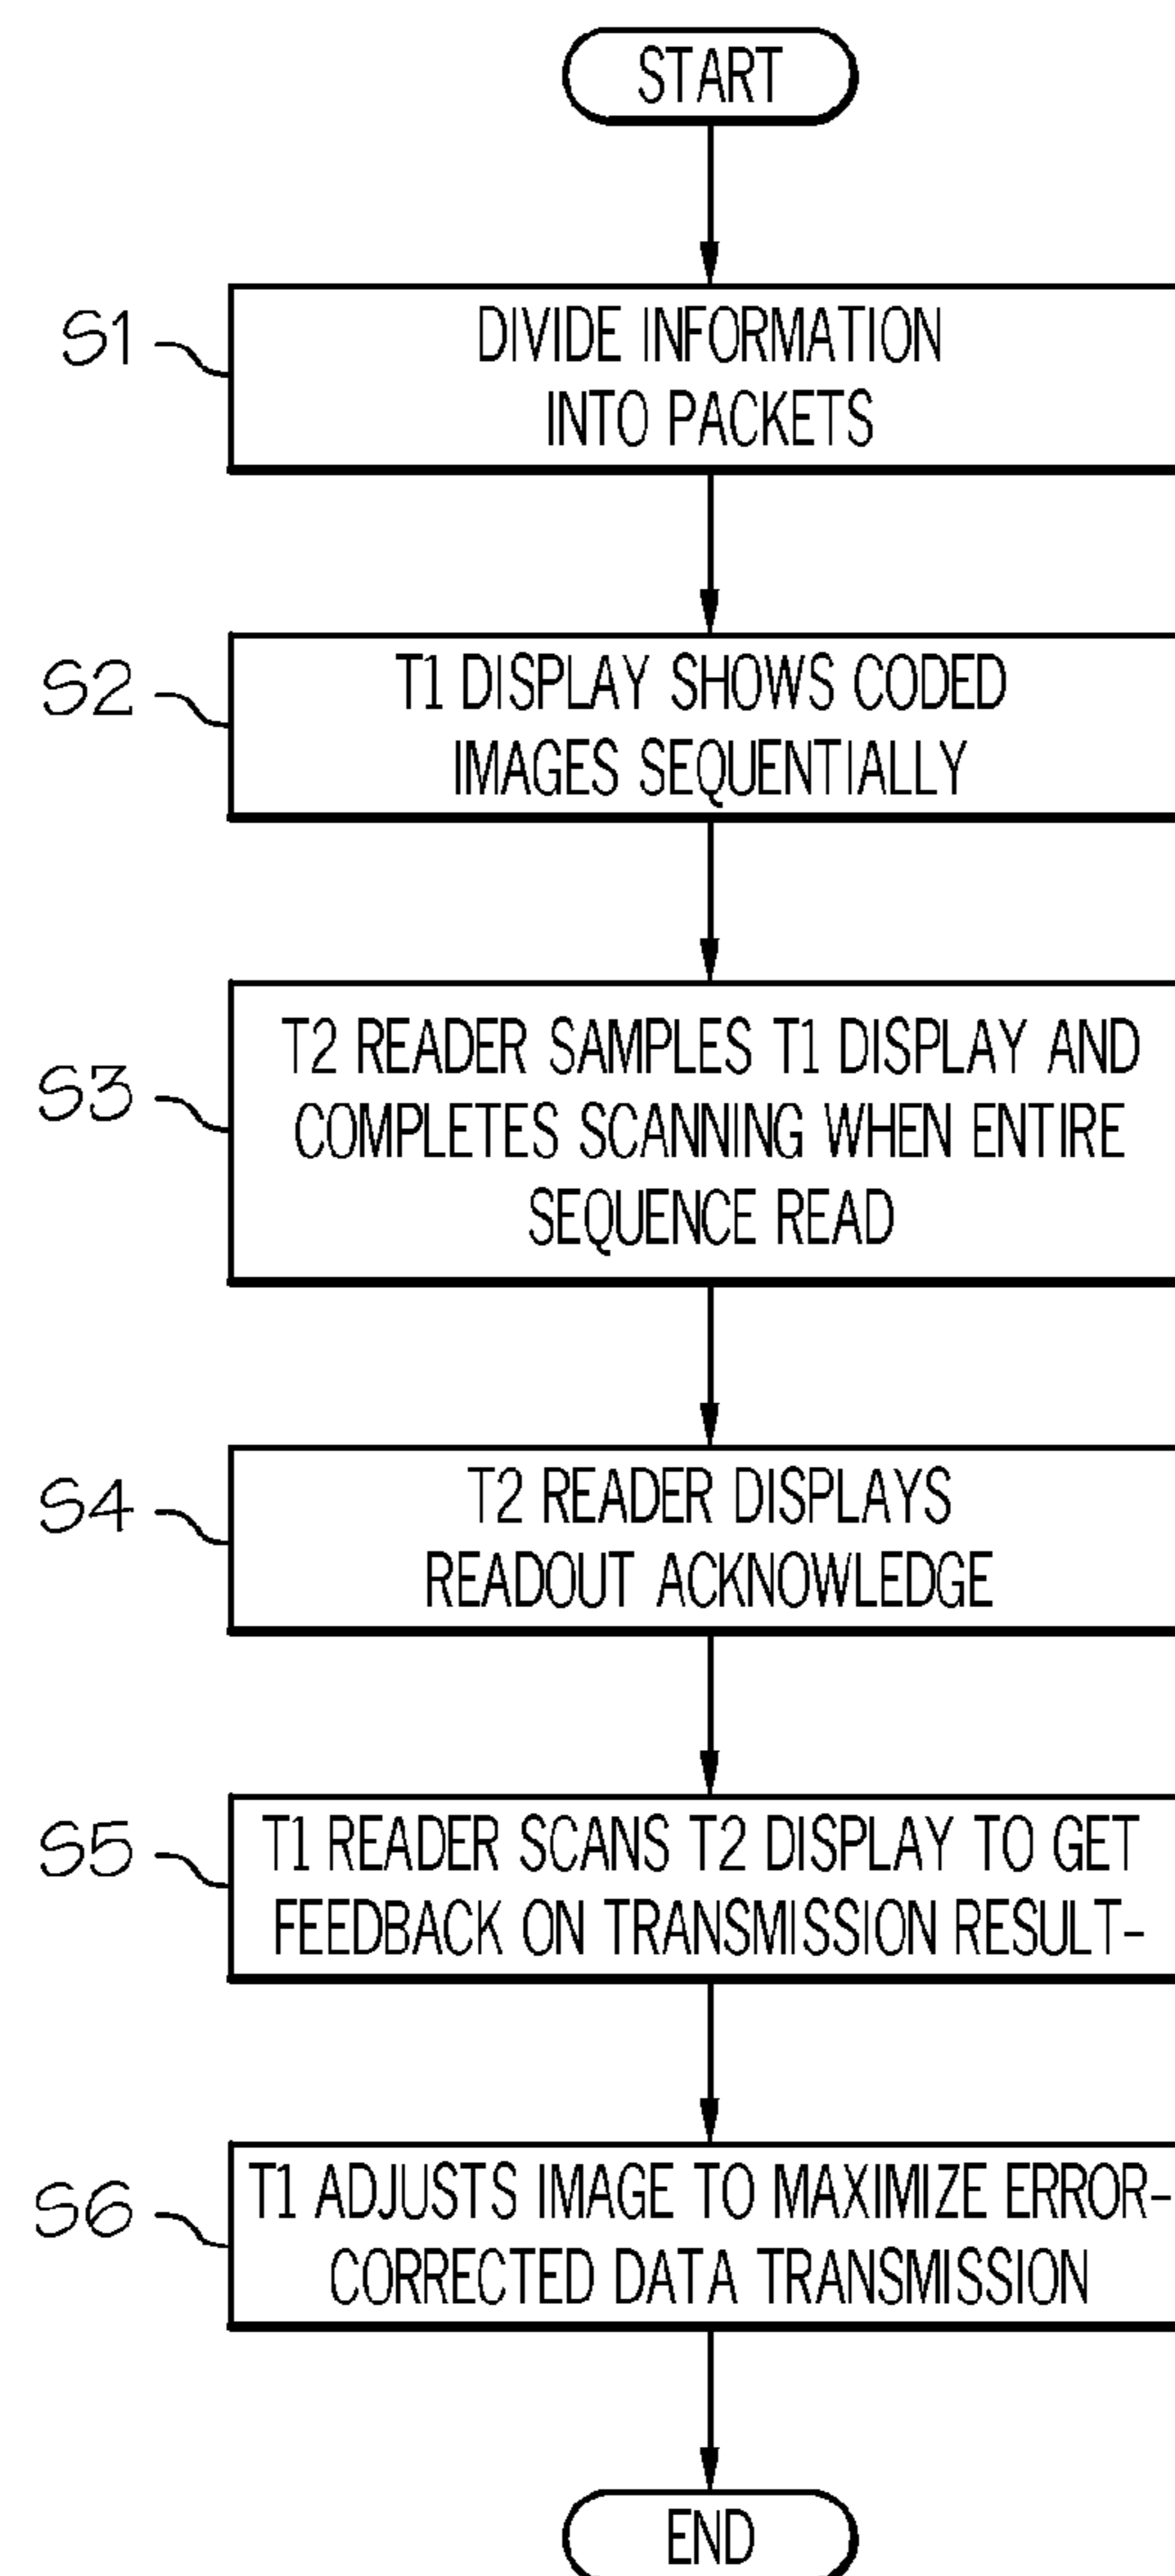 START
S1
DIVIDE INFORMATION
INTO PACKETS
S2
T1 DISPLAY SHOWS CODED
IMAGES SEQUENTIALLY
S3
T2 READER SAMPLES T1 DISPLAY AND
COMPLETES SCANNING WHEN ENTIRE
SEQUENCE READ
S4
T2 READER DISPLAYS
READOUT ACKNOWLEDGE
S5
T1 READER SCANS T2 DISPLAY TO GET
FEEDBACK ON TRANSMISSION RESULT-
S6
T1 ADJUSTS IMAGE TO MAXIMIZE ERROR-
CORRECTED DATA TRANSMISSION
END